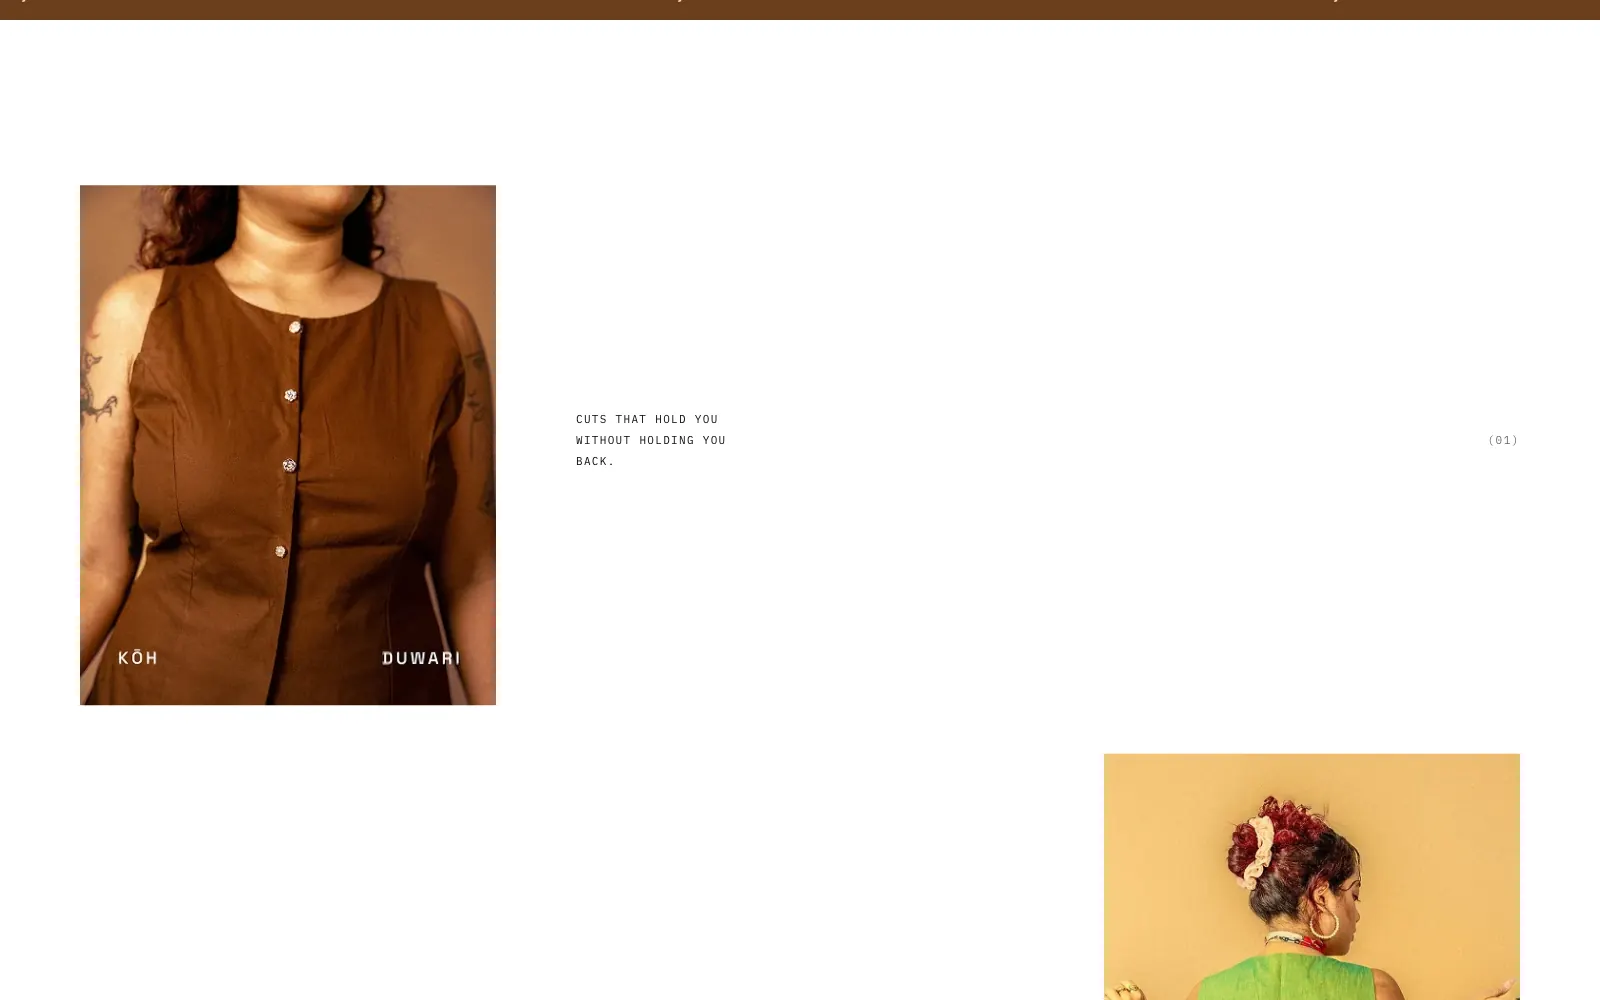 CUTS THAT HOLD YOU
WITHOUT HOLDING YOU
BACK.
(01)
KŌH
DUWARI